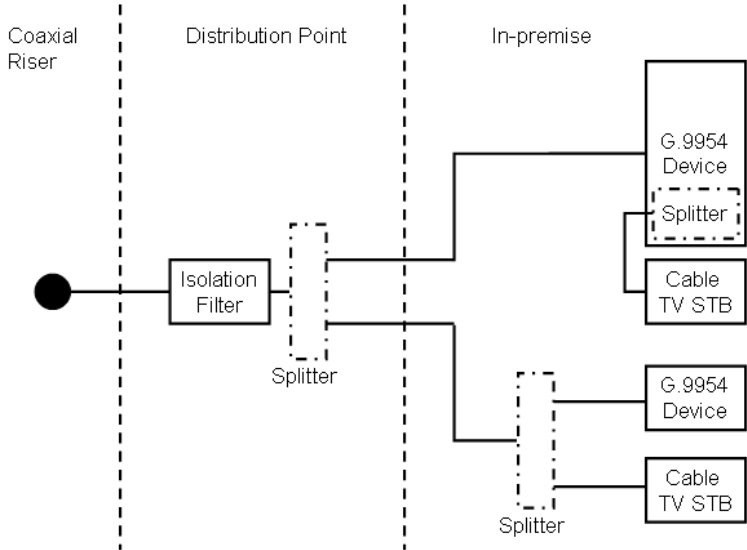 Coaxial
Riser
Distribution Point
In-premise
G.9954
Device
Splitter
Isolation
Filter
Cable
TV STB
Splitter
G.9954
Device
Cable
TV STB
Splitter